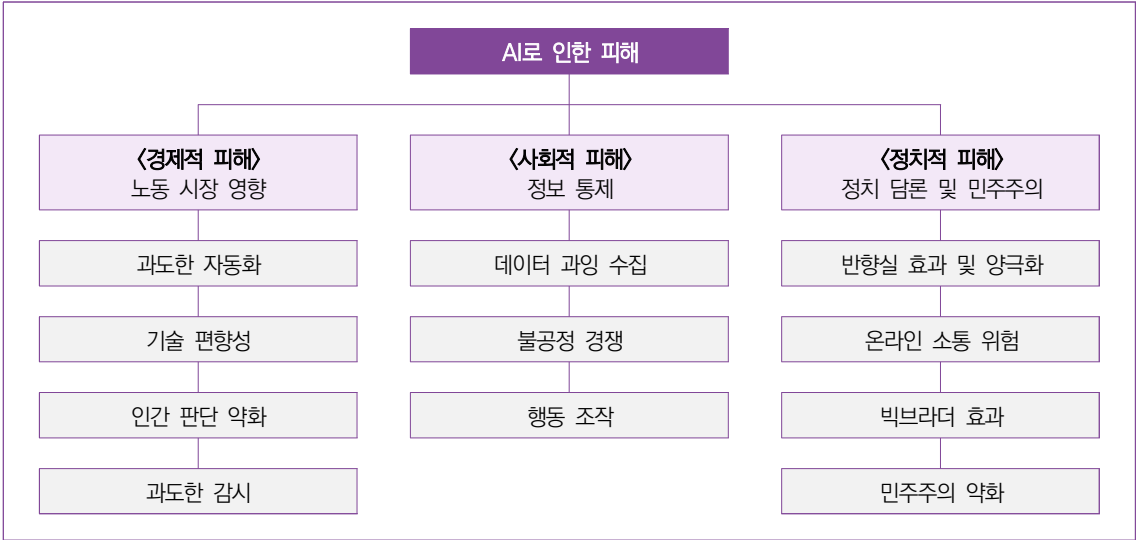 AI로 인한 피해
〈경제적 피해〉
노동 시장 영향
과도한 자동화
기술 편향성
인간 판단 약화
과도한 감시
〈사회적 피해〉
정보 통제
데이터 과잉 수집
불공정 경쟁
행동 조작
〈정치적 피해〉
정치 담론 및 민주주의
반향실 효과 및 양극화
온라인 소통 위험
빅브라더 효과
민주주의 약화